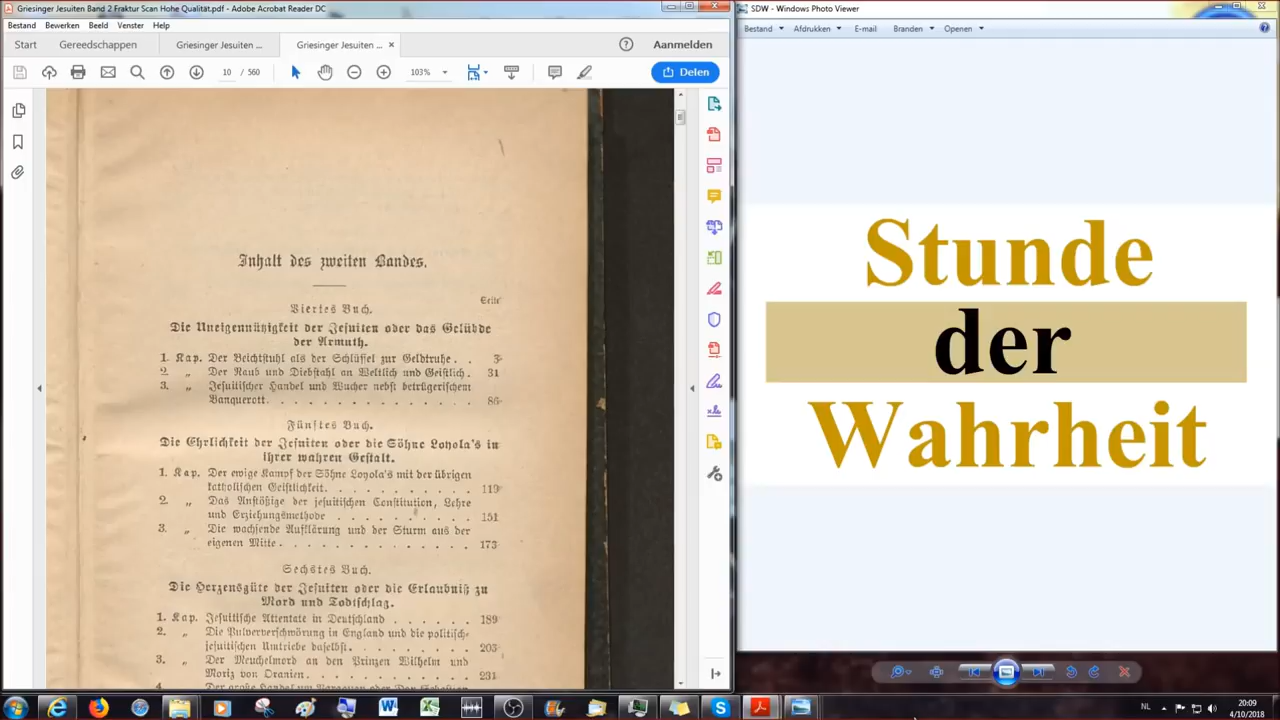 Griesinger Jesuiten Band 2 Fraktur Scan Hohe Qualität.pdf - Adobe Acrobat Reader DC
Bestand Bewerken Beeld Venster Help
Start Gereedschappen Griesinger Jesuiten ... Griesinger Jesuiten ... × Aanmelden
10 / 560 103% Delen
Inhalt des zweiten Bandes.
Seite
Viertes Buch.
Die Uneigennützigkeit der Jesuiten oder das Gelübde
der Armuth.
1. Kap. Der Beichtstuhl als der Schlüssel zur Geldtruhe . . 3
2. „ Der Raub und Diebstahl an Weltlich und Geistlich . 31
3. „ Jesuitischer Handel und Wucher nebst betrügerischem
Banquerott . . . . . . . . . . . . . . 86
Fünftes Buch.
Die Ehrlichkeit der Jesuiten oder die Söhne Loyola's in
ihrer wahren Gestalt.
1. Kap. Der ewige Kampf der Söhne Loyola's mit der übrigen
katholischen Geistlichkeit . . . . . . . . . . 119
2. „ Das Anstößige der jesuitischen Constitution, Lehre
und Erziehungsmethode . . . . . . . . . . 151
3. „ Die wachsende Aufklärung und der Sturm aus der
eigenen Mitte . . . . . . . . . . . . . 173
Sechstes Buch.
Die Herzensgüte der Jesuiten oder die Erlaubniß zu
Mord und Todtschlag.
1. Kap. Jesuitische Attentate in Deutschland . . . . . . 189
2. „ Die Pulververschwörung in England und die politisch-
jesuitischen Umtriebe daselbst . . . . . . . . 205
3. „ Der Meuchelmord an den Prinzen Wilhelm und
Moriz von Oranien . . . . . . . . . . . 231
SDW - Windows Photo Viewer
Bestand Afdrukken E-mail Branden Openen
Stunde
der
Wahrheit
NL
20:09
4/10/2018